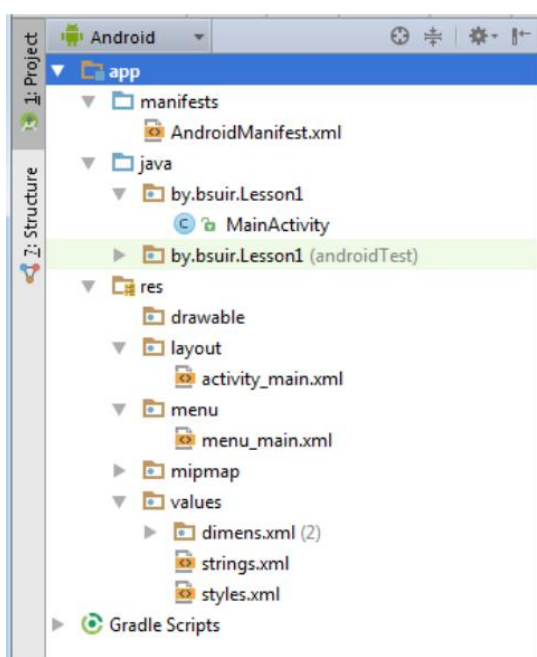 1: Project
7: Structure
Android
app
manifests
AndroidManifest.xml
java
by.bsuir.Lesson1
MainActivity
by.bsuir.Lesson1 (androidTest)
res
drawable
layout
activity_main.xml
menu
menu_main.xml
mipmap
values
dimens.xml (2)
strings.xml
styles.xml
Gradle Scripts